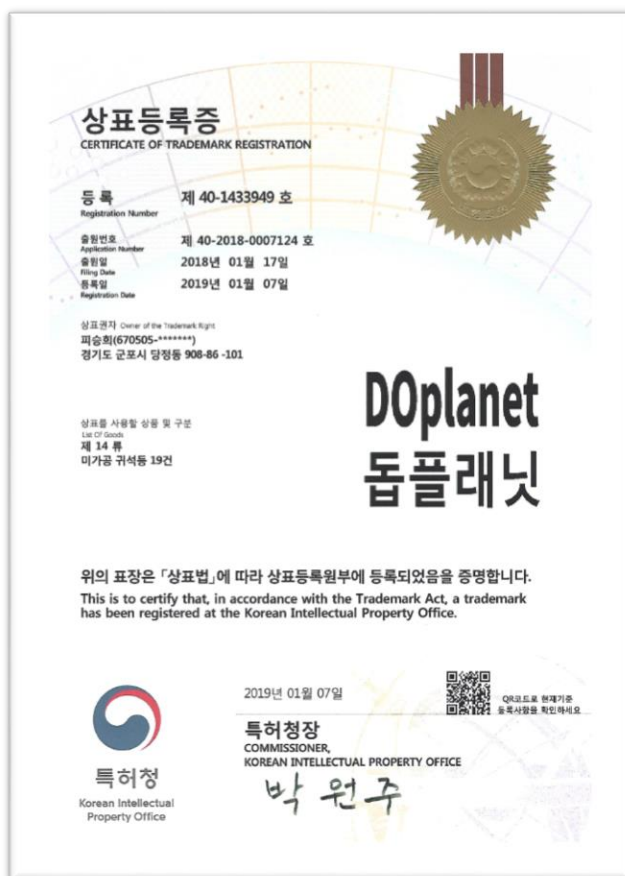 상표등록증
CERTIFICATE OF TRADEMARK REGISTRATION
등 록 제 40-1433949 호
Registration Number
출원번호 제 40-2018-0007124 호
Application Number
출원일 2018년 01월 17일
Filing Date
등록일 2019년 01월 07일
Registration Date
상표권자 Owner of the Trademark Right
피승회(670505-*******)
경기도 군포시 당정동 908-86 -101
DOplanet
돕플래닛
상표를 사용할 상품 및 구분
List Of Goods
제 14 류
미가공 귀석등 19건
위의 표장은 「상표법」에 따라 상표등록원부에 등록되었음을 증명합니다.
This is to certify that, in accordance with the Trademark Act, a trademark
has been registered at the Korean Intellectual Property Office.
2019년 01월 07일
QR코드로 현재기준
등록사항을 확인하세요
특허청장
COMMISSIONER,
KOREAN INTELLECTUAL PROPERTY OFFICE
박원주
특허청
Korean Intellectual
Property Office